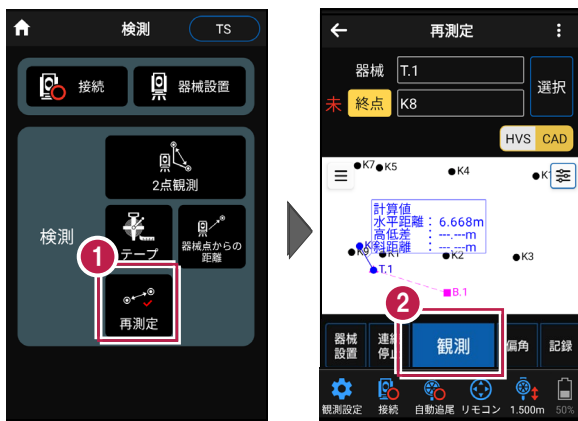 検測
TS
接続
器械設置
2点観測
検測
テープ
器械点からの
距離
1
再測定
再測定
器械
T.1
選択
未
終点
K8
HVS
CAD
K7
K5
K4
計算値
水平距離：6.668m
高低差　：---.---m
斜距離　：---.---m
K9
K1
K2
K3
T.1
B.1
2
器械
設置
観測
偏角
記録
観測設定
接続
自動追尾
リモコン
1.500m
50%